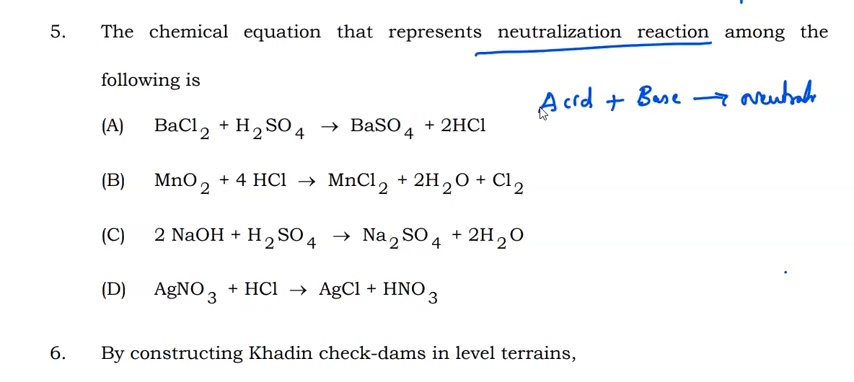 5. The chemical equation that represents neutralization reaction among the
following is
Acid + Base → neutral
(A) BaCl₂ + H₂SO₄ → BaSO₄ + 2HCl
(B) MnO₂ + 4 HCl → MnCl₂ + 2H₂O + Cl₂
(C) 2 NaOH + H₂SO₄ → Na₂SO₄ + 2H₂O
(D) AgNO₃ + HCl → AgCl + HNO₃
6. By constructing Khadin check-dams in level terrains,